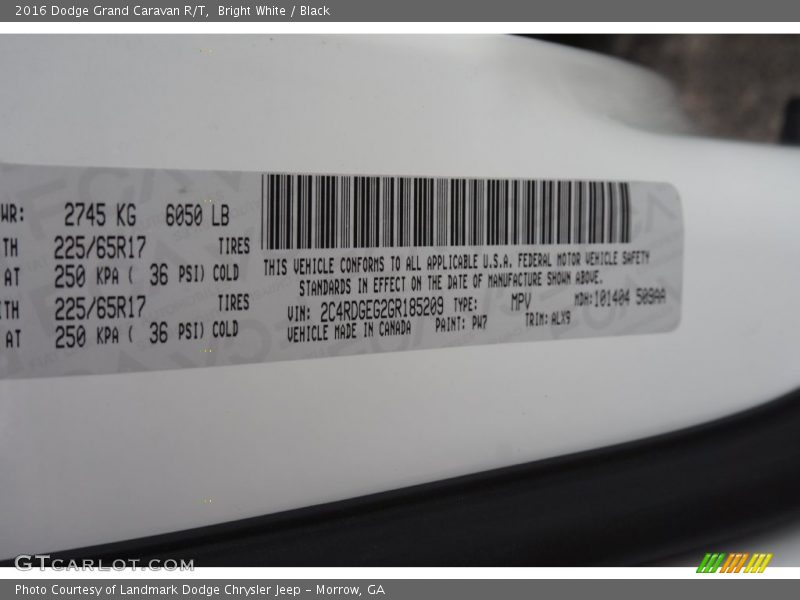 2016 Dodge Grand Caravan R/T, Bright White / Black
WR: 2745 KG 6050 LB
TH 225/65R17 TIRES
AT 250 KPA ( 36 PSI) COLD
ITH 225/65R17 TIRES
AT 250 KPA ( 36 PSI) COLD
THIS VEHICLE CONFORMS TO ALL APPLICABLE U.S.A. FEDERAL MOTOR VEHICLE SAFETY
STANDARDS IN EFFECT ON THE DATE OF MANUFACTURE SHOWN ABOVE.
VIN: 2C4RDGEG2GR185209 TYPE: MPV MDH:101404 509AA
VEHICLE MADE IN CANADA PAINT: PW7 TRIM: ALX9
GTCARLOT.COM
Photo Courtesy of Landmark Dodge Chrysler Jeep – Morrow, GA